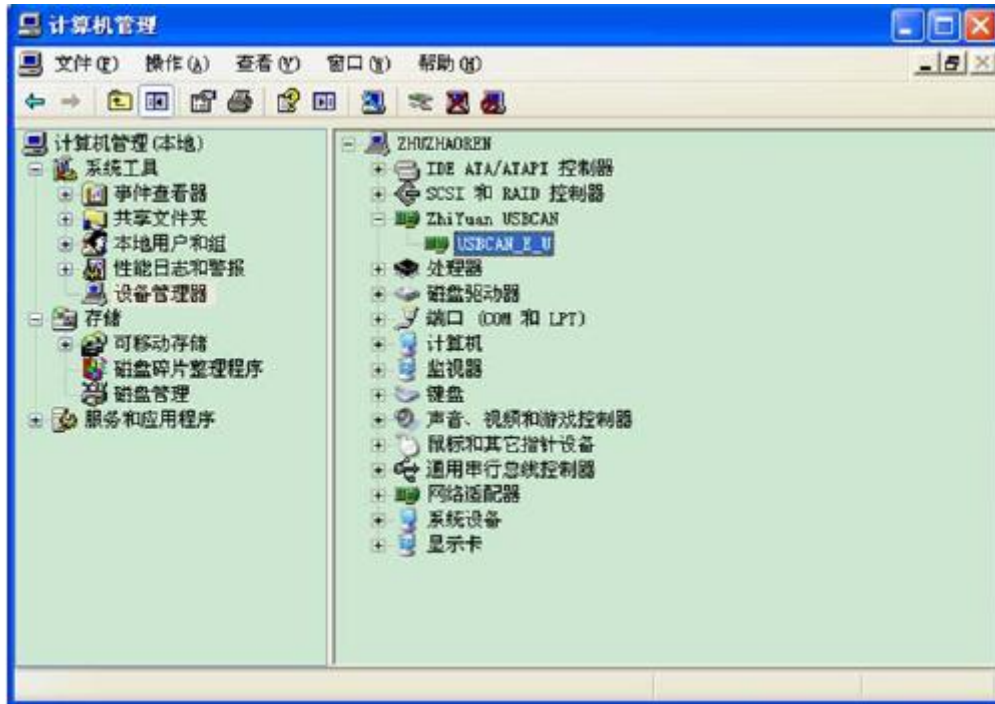 计算机管理
文件(F) 操作(A) 查看(V) 窗口(W) 帮助(H)
计算机管理(本地)
系统工具
事件查看器
共享文件夹
本地用户和组
性能日志和警报
设备管理器
存储
可移动存储
磁盘碎片整理程序
磁盘管理
服务和应用程序
ZHUZHAOREN
IDE ATA/ATAPI 控制器
SCSI 和 RAID 控制器
ZhiYuan USBCAN
USBCAN_E_U
处理器
磁盘驱动器
端口 (COM 和 LPT)
计算机
监视器
键盘
声音、视频和游戏控制器
鼠标和其它指针设备
通用串行总线控制器
网络适配器
系统设备
显示卡